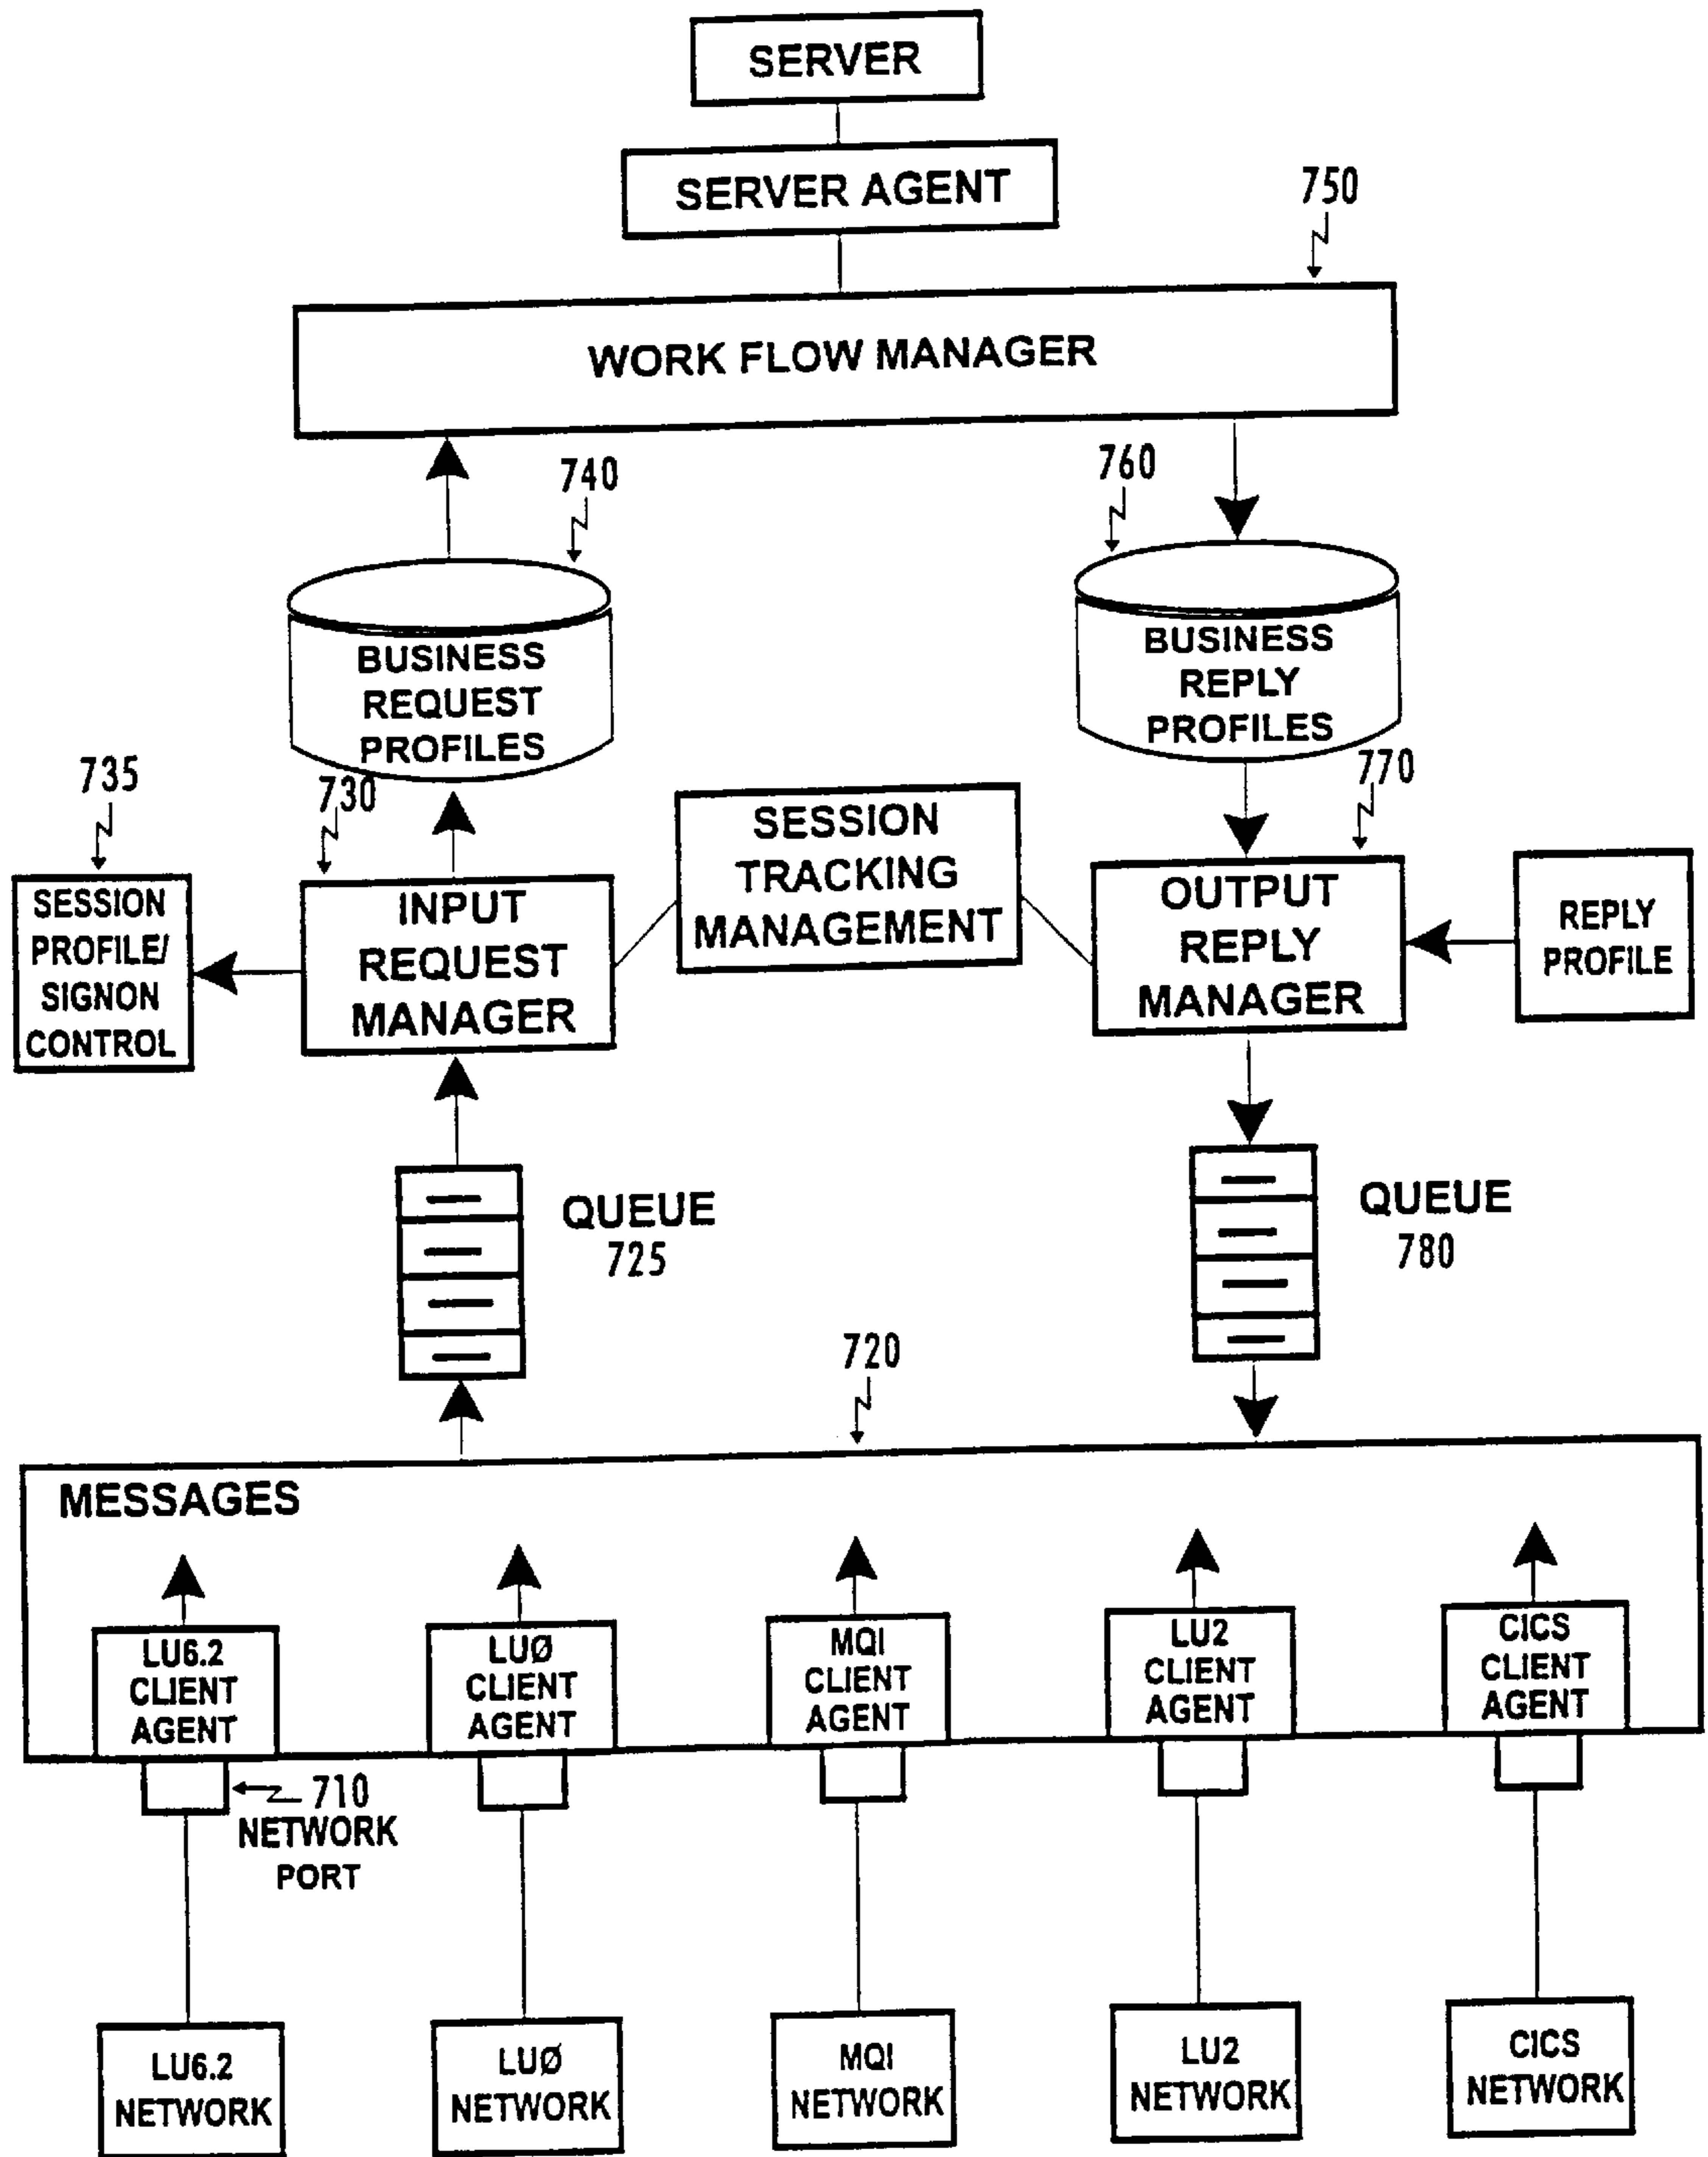 SERVER
SERVER AGENT
750
WORK FLOW MANAGER
740
760
BUSINESS
REQUEST
PROFILES
BUSINESS
REPLY
PROFILES
735
730
770
SESSION
PROFILE/
SIGNON
CONTROL
INPUT
REQUEST
MANAGER
SESSION
TRACKING
MANAGEMENT
OUTPUT
REPLY
MANAGER
REPLY
PROFILE
QUEUE
725
QUEUE
780
720
MESSAGES
LU6.2
CLIENT
AGENT
LUØ
CLIENT
AGENT
MQI
CLIENT
AGENT
LU2
CLIENT
AGENT
CICS
CLIENT
AGENT
710
NETWORK
PORT
LU6.2
NETWORK
LUØ
NETWORK
MQI
NETWORK
LU2
NETWORK
CICS
NETWORK